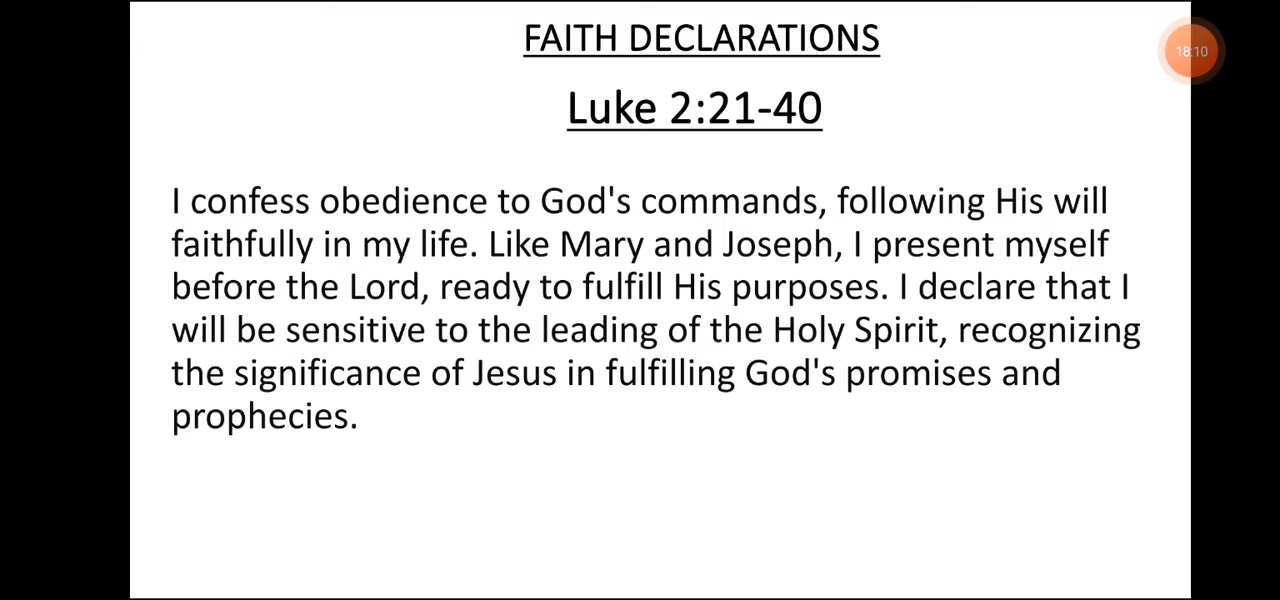 FAITH DECLARATIONS
18:10
Luke 2:21-40
I confess obedience to God's commands, following His will
faithfully in my life. Like Mary and Joseph, I present myself
before the Lord, ready to fulfill His purposes. I declare that I
will be sensitive to the leading of the Holy Spirit, recognizing
the significance of Jesus in fulfilling God's promises and
prophecies.